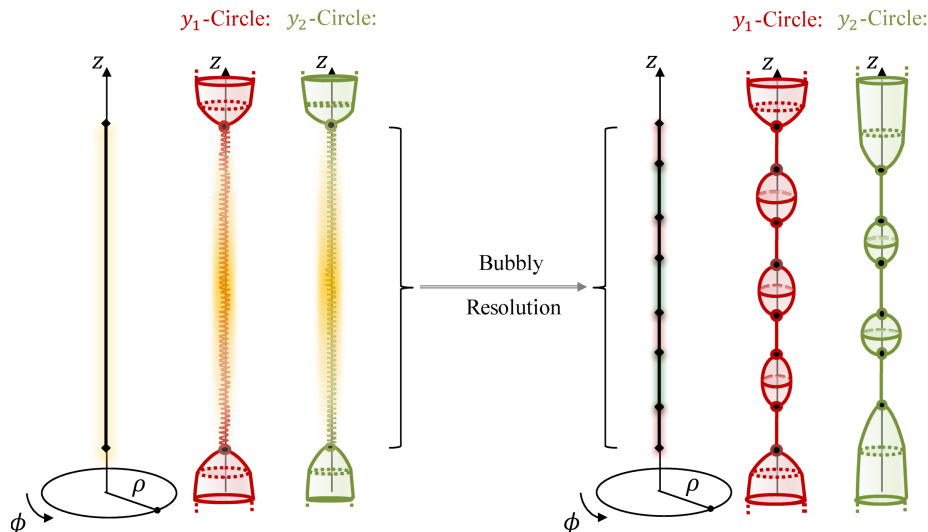 y₁-Circle: y₂-Circle: y₁-Circle: y₂-Circle:
z z z z z z
Bubbly
Resolution
ρ ρ
ϕ ϕ